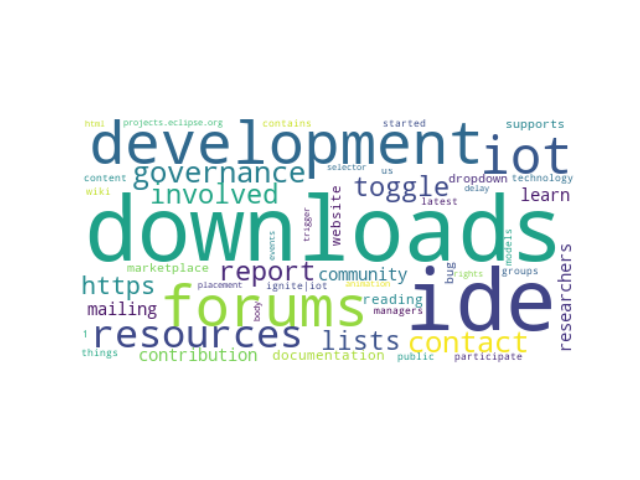 html projects.eclipse.org contains started supports
development iot
governance selector us dropdown technology
content wiki involved toggle delay learn
latest
downloads
website trigger events models
marketplace report community bug rights groups researchers
https placement ignite|iot animation ide
mailing forums body reading managers
1 resources lists contact
things contribution documentation public participate